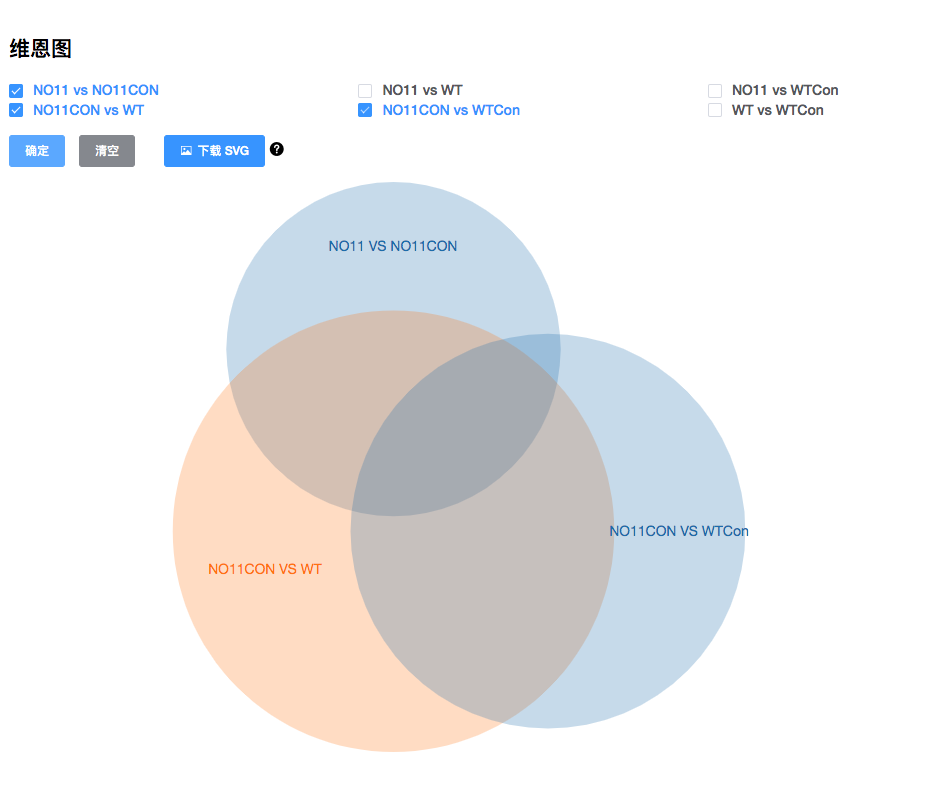 维恩图
NO11 vs NO11CON NO11 vs WT NO11 vs WTCon
NO11CON vs WT NO11CON vs WTCon WT vs WTCon
确定 清空 下载 SVG ?
NO11 VS NO11CON
NO11CON VS WTCon
NO11CON VS WT